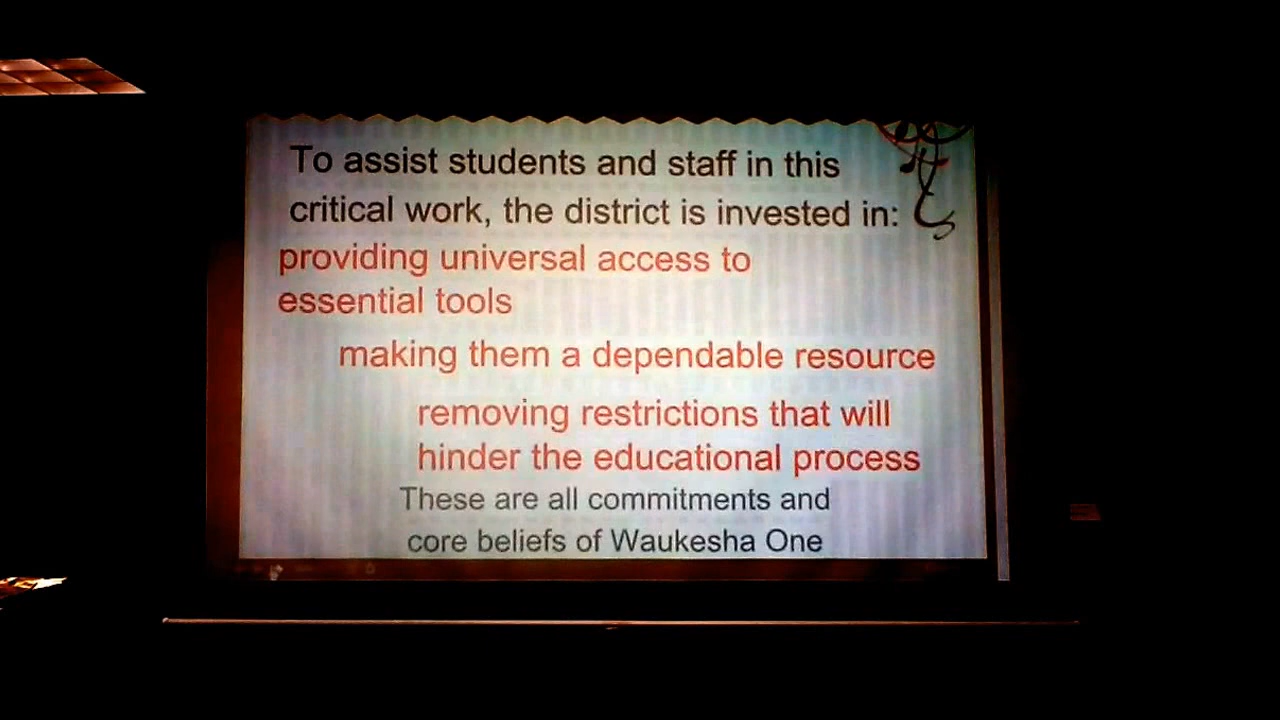 To assist students and staff in this
critical work, the district is invested in:
providing universal access to
essential tools
making them a dependable resource
removing restrictions that will
hinder the educational process
These are all commitments and
core beliefs of Waukesha One